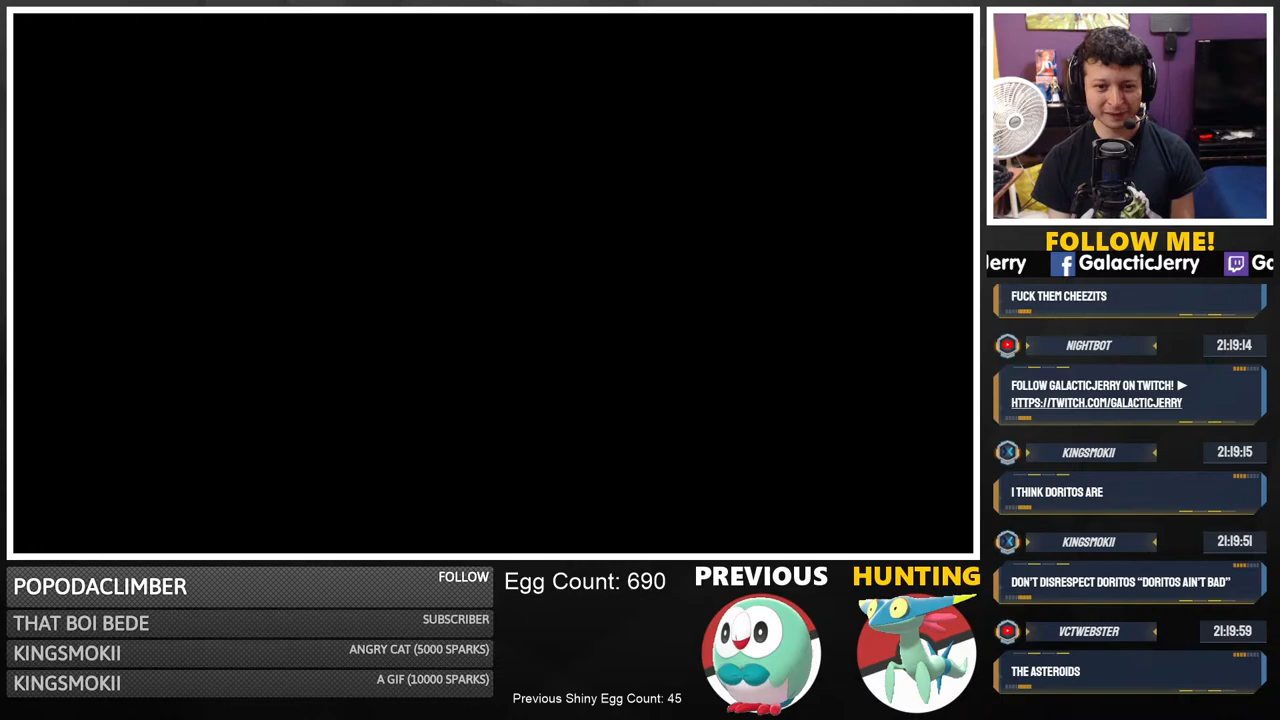 FOLLOW ME!
Jerry GalacticJerry Ga
FUCK THEM CHEEZITS
NIGHTBOT 21:19:14
FOLLOW GALACTICJERRY ON TWITCH! ▶
HTTPS://TWITCH.COM/GALACTICJERRY
KINGSMOKII 21:19:15
I THINK DORITOS ARE
KINGSMOKII 21:19:51
DON'T DISRESPECT DORITOS "DORITOS AIN'T BAD"
VCTWEBSTER 21:19:59
THE ASTEROIDS
POPODACLIMBER FOLLOW
THAT BOI BEDE SUBSCRIBER
KINGSMOKII ANGRY CAT (5000 SPARKS)
KINGSMOKII A GIF (10000 SPARKS)
Egg Count: 690
Previous Shiny Egg Count: 45
PREVIOUS
HUNTING